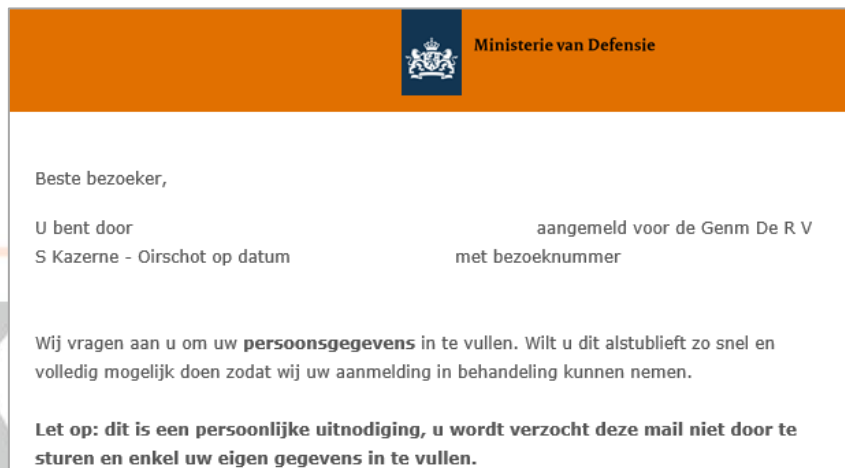 Ministerie van Defensie
Beste bezoeker,
U bent door aangemeld voor de Genm De R V
S Kazerne - Oirschot op datum met bezoeknummer
Wij vragen aan u om uw persoonsgegevens in te vullen. Wilt u dit alstublieft zo snel en
volledig mogelijk doen zodat wij uw aanmelding in behandeling kunnen nemen.
Let op: dit is een persoonlijke uitnodiging, u wordt verzocht deze mail niet door te
sturen en enkel uw eigen gegevens in te vullen.